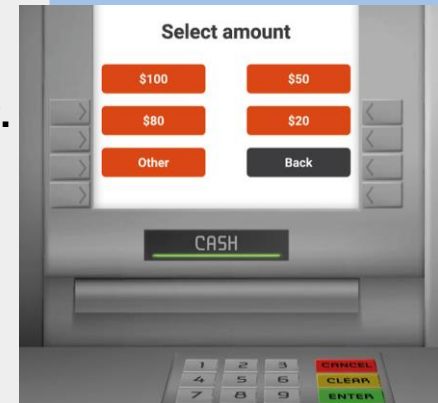 Select amount
$100 $50
$80 $20
Other Back
CASH
1 2 3 CANCEL
4 5 6 CLEAR
7 8 9 ENTER